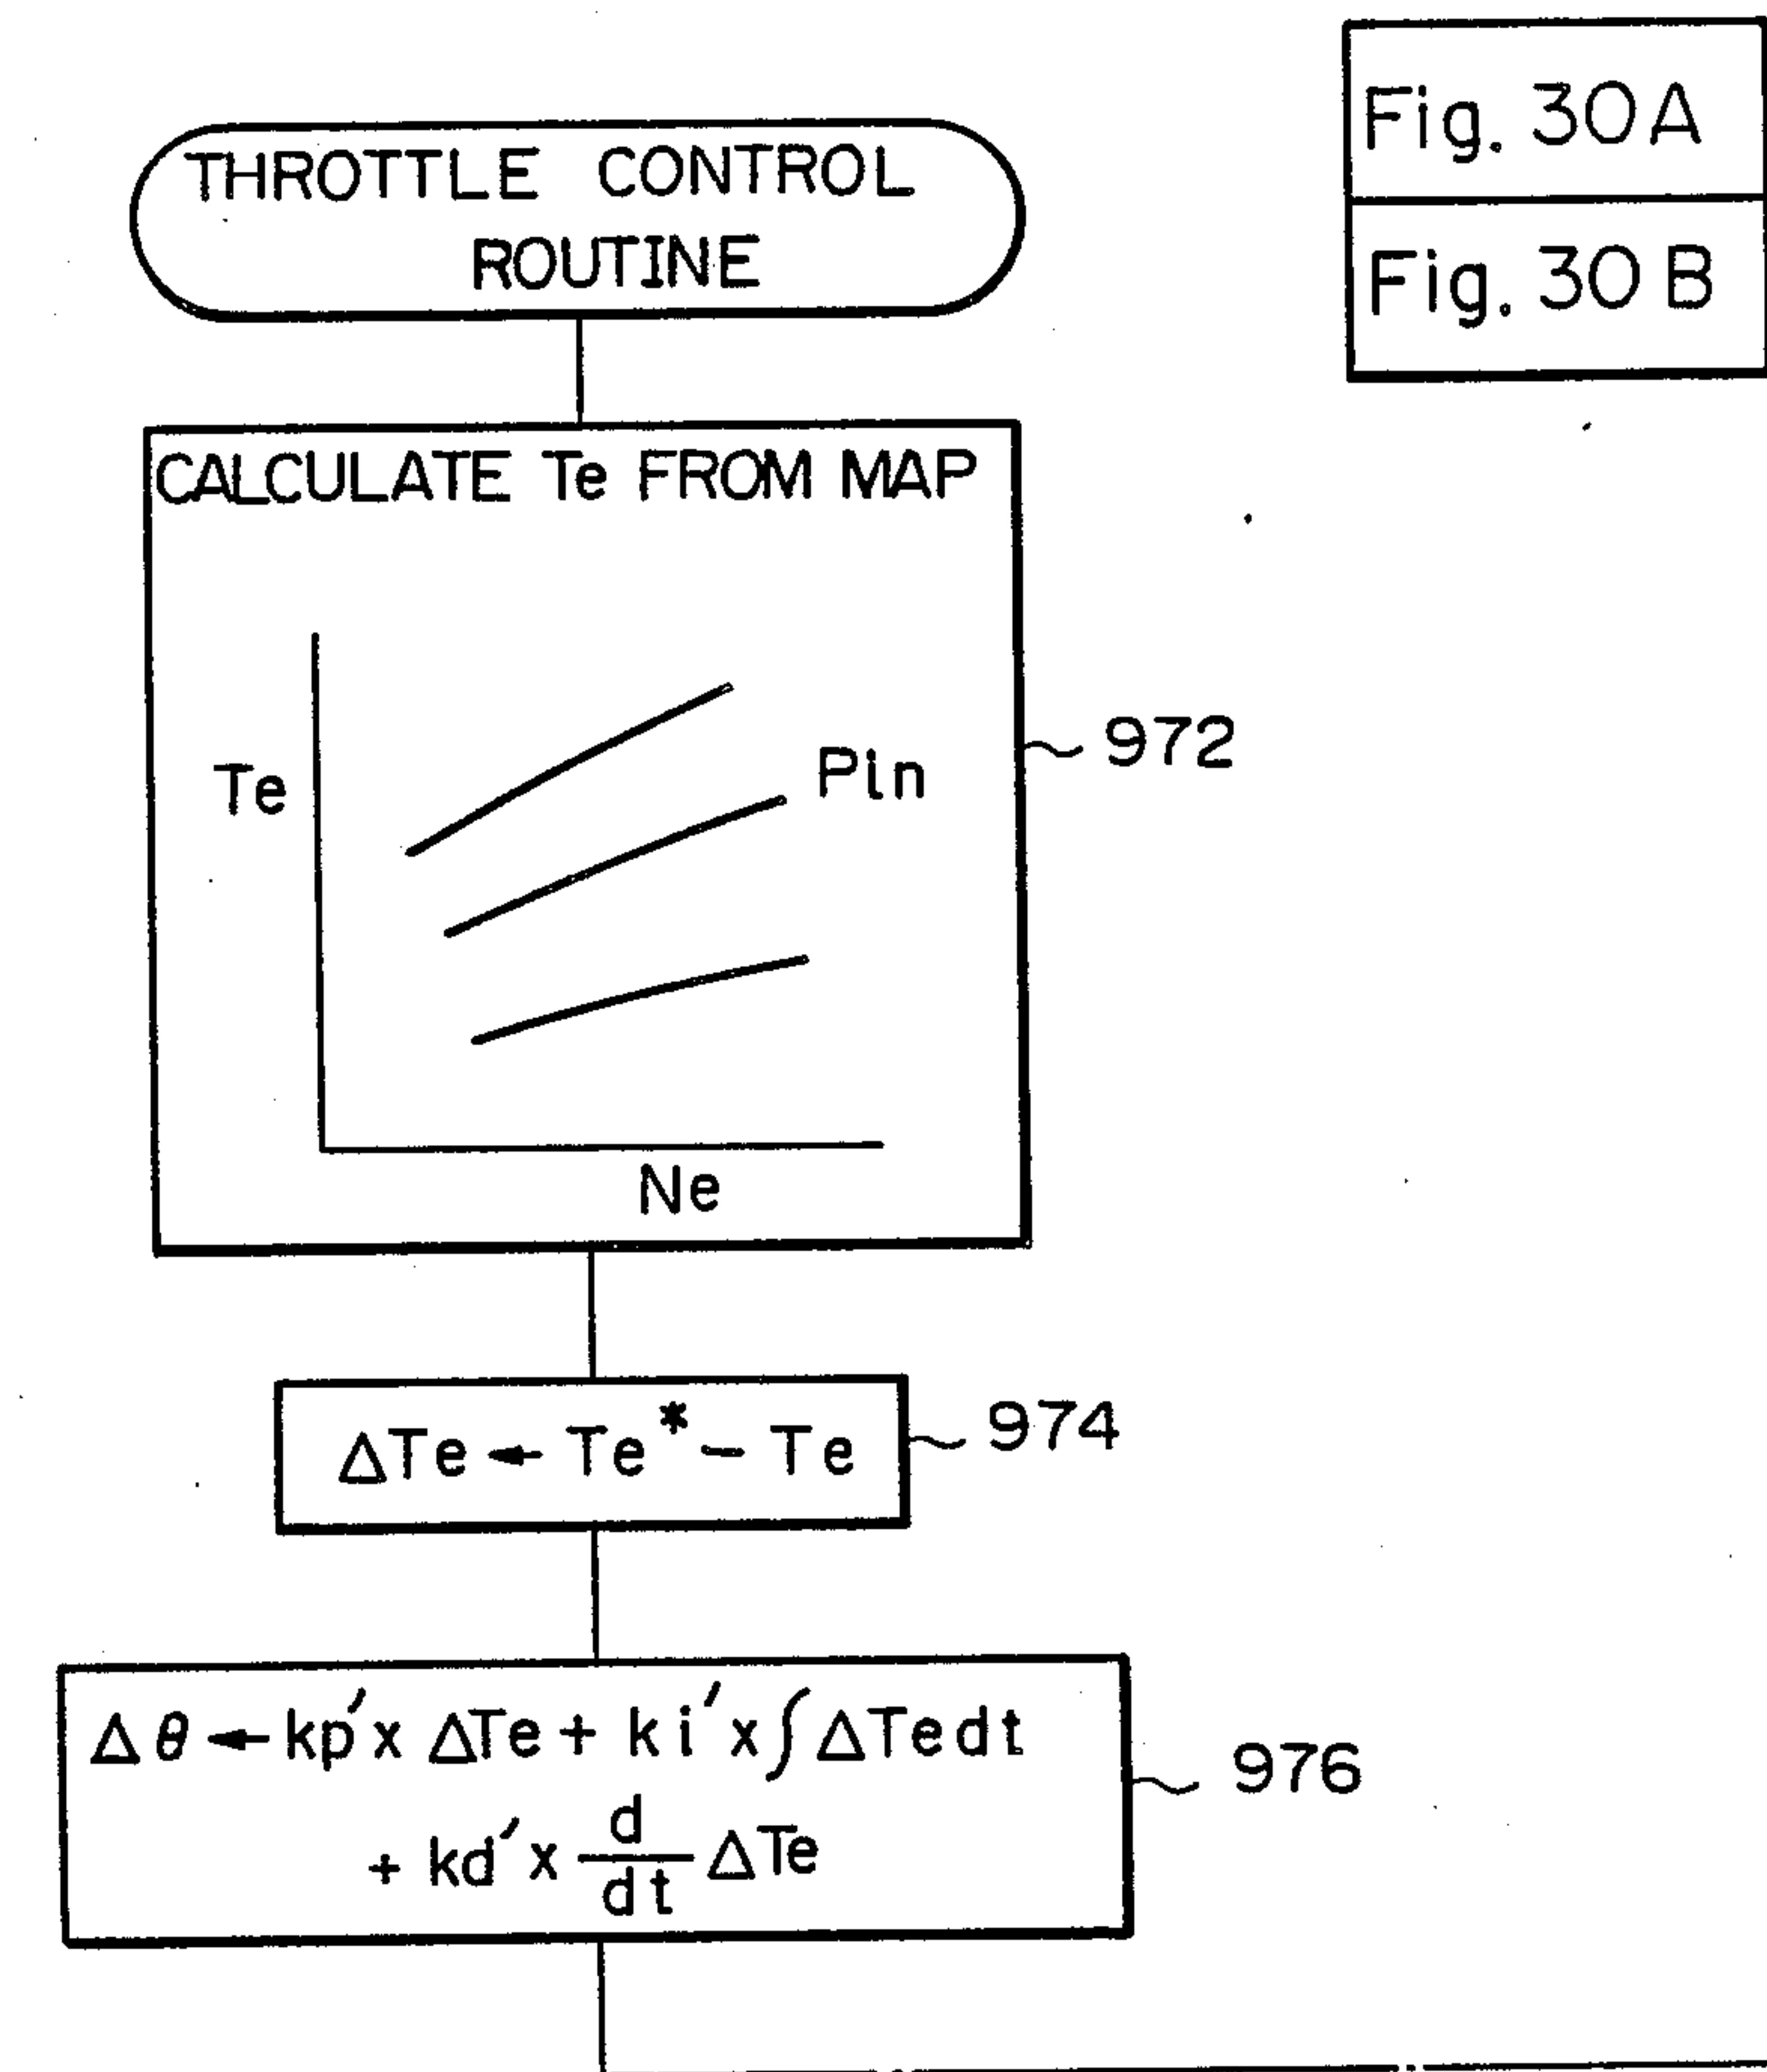 Fig. 30A
Fig. 30B
THROTTLE CONTROL
ROUTINE
CALCULATE Te FROM MAP
Te
Pin
Ne
972
ΔTe ← Te* − Te
974
Δθ ← kp′ x ΔTe + ki′ x ∫ ΔTedt
+ kd′ x d/dt ΔTe
976